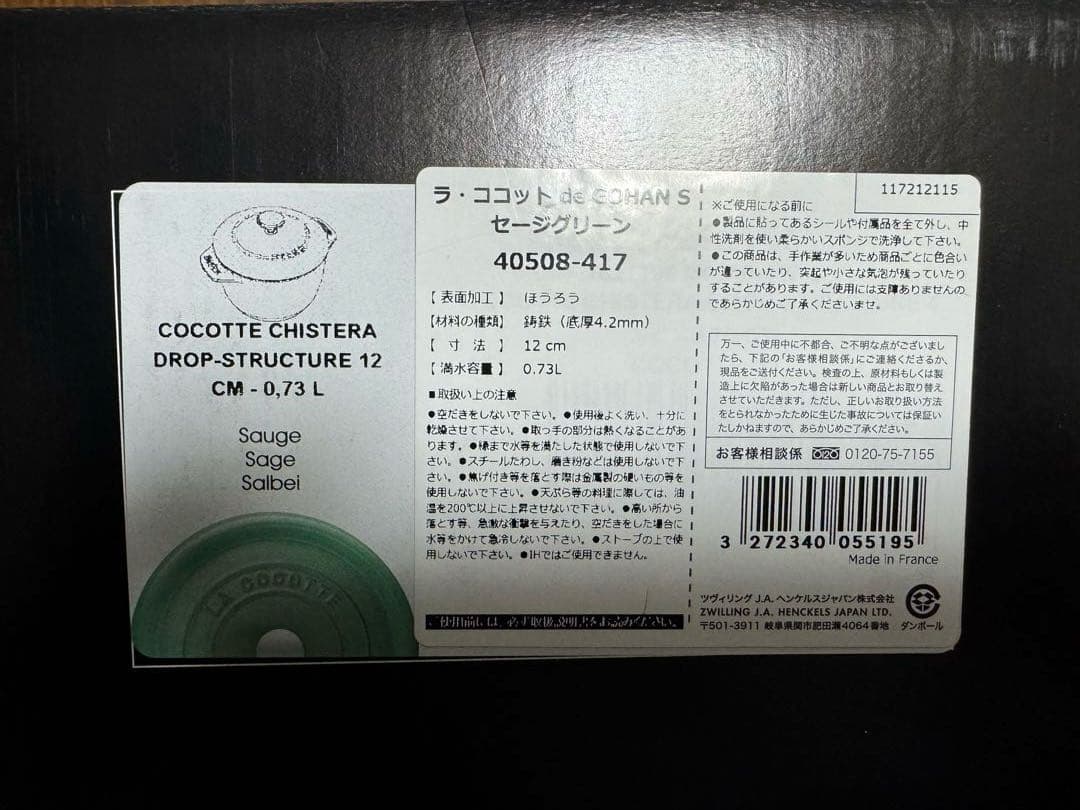 COCOTTE CHISTERA
DROP-STRUCTURE 12
CM - 0,73 L
Sauge
Sage
Salbei
LA COCOTTE
ラ・ココット de GOHAN S
セージグリーン
40508-417
【 表面加工 】 ほうろう
【材料の種類】 鋳鉄（底厚4.2mm）
【 寸 法 】 12 cm
【 満水容量 】 0.73L
■取扱い上の注意
●空だきをしないで下さい。●使用後よく洗い、十分に
乾燥させて下さい。●取っ手の部分は熱くなることがあ
ります。●縁まで水等を満たした状態で使用しないで下
さい。●スチールたわし、磨き粉などは使用しないで下
さい。●焦げ付き等を落とす際は金属製の硬いもの等を
使用しないで下さい。●天ぷら等の料理に際しては、油
温を200℃以上に上昇させないで下さい。●高い所から
落とす等、急激な衝撃を与えたり、空だきをした場合に
水等をかけて急冷しないで下さい。●ストーブの上で使
用しないで下さい。●IHではご使用できません。
ご使用前には、必ず取扱説明書をお読みください。
117212115
※ご使用になる前に
●製品に貼ってあるシールや付属品を全て外し、中
性洗剤を使い柔らかいスポンジで洗浄して下さい。
●この商品は、手作業が多いため商品ごとに色合い
が違っていたり、突起や小さな気泡が残っていたり
することがあります。ご使用には支障ありませんの
であらかじめご了承くださいませ。
万一、ご使用中に不都合、ご不明な点がございまし
たら、下記の「お客様相談係」にご連絡くださるか、
現品をご送付ください。検査の上、原材料もしくは製
造上に欠陥があった場合は新しい商品とお取り替え
させていただきます。ただし、正しいお取り扱い方法
をとられなかったために生じた事故については保証い
たしかねますので、あらかじめご了承ください。
お客様相談係 0120-75-7155
3 272340 055195
Made in France
ツヴィリング J.A. ヘンケルスジャパン株式会社
ZWILLING J.A. HENCKELS JAPAN LTD.
〒501-3911 岐阜県関市肥田瀬4064番地
ダンボール